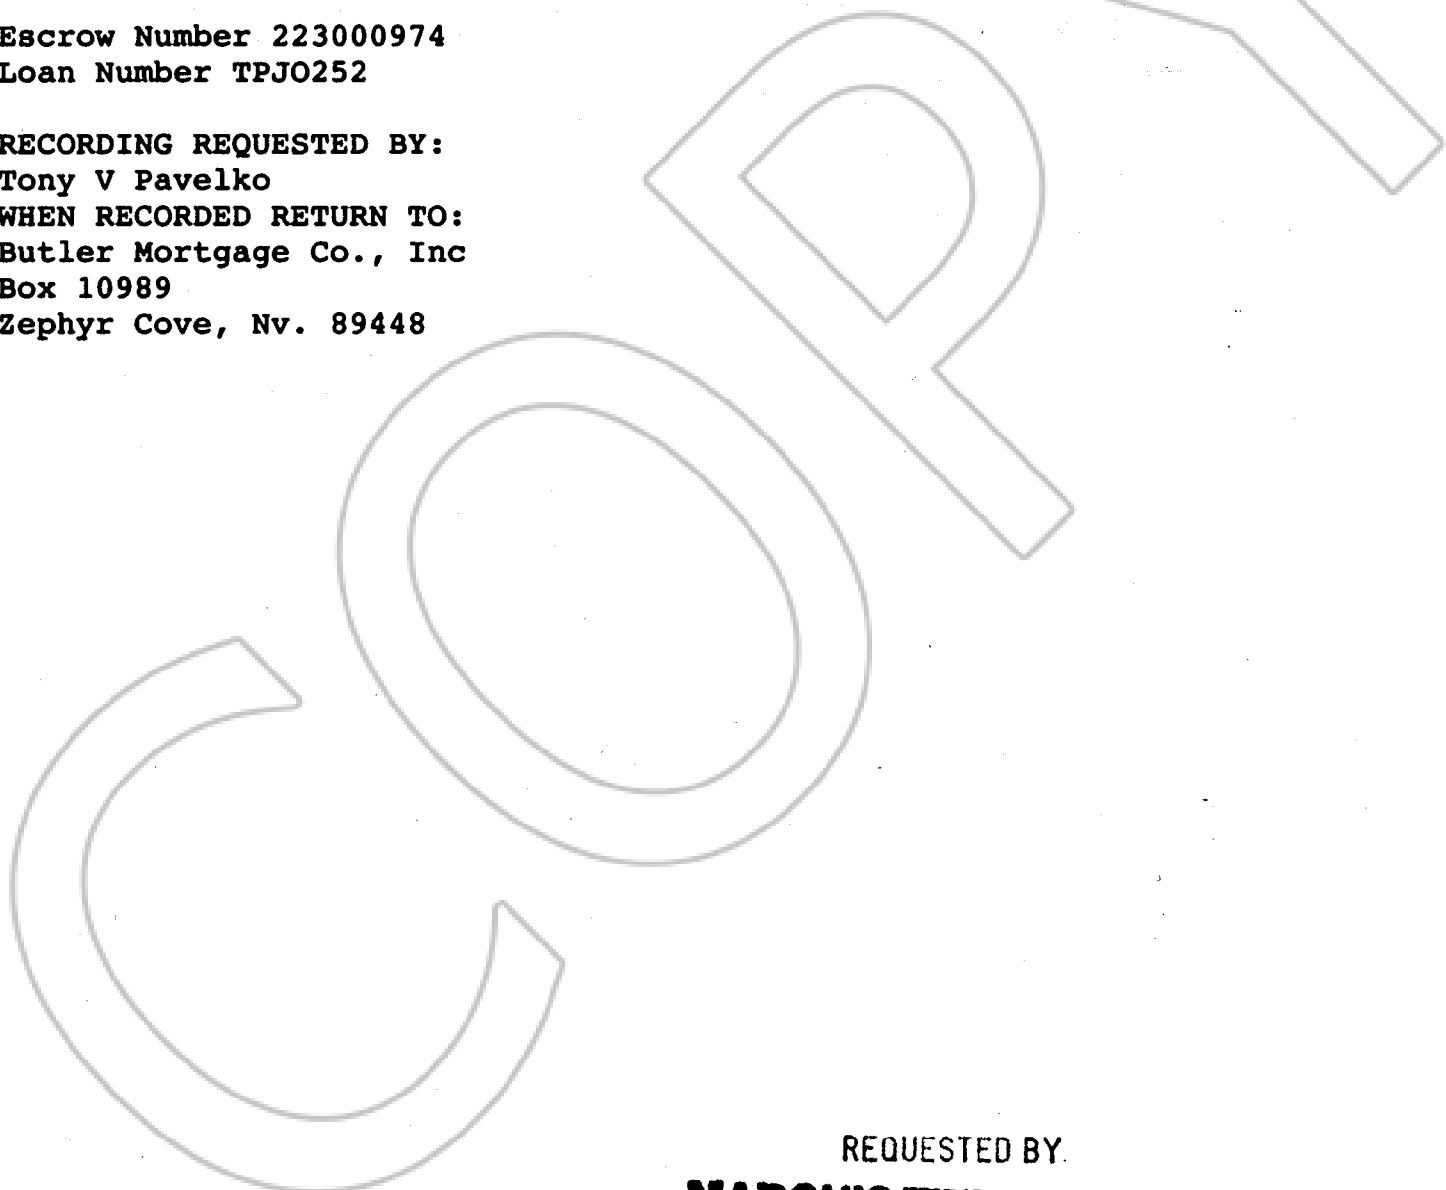 Escrow Number 223000974
Loan Number TPJO252
RECORDING REQUESTED BY:
Tony V Pavelko
WHEN RECORDED RETURN TO:
Butler Mortgage Co., Inc
Box 10989
Zephyr Cove, Nv. 89448
COPY
REQUESTED BY.